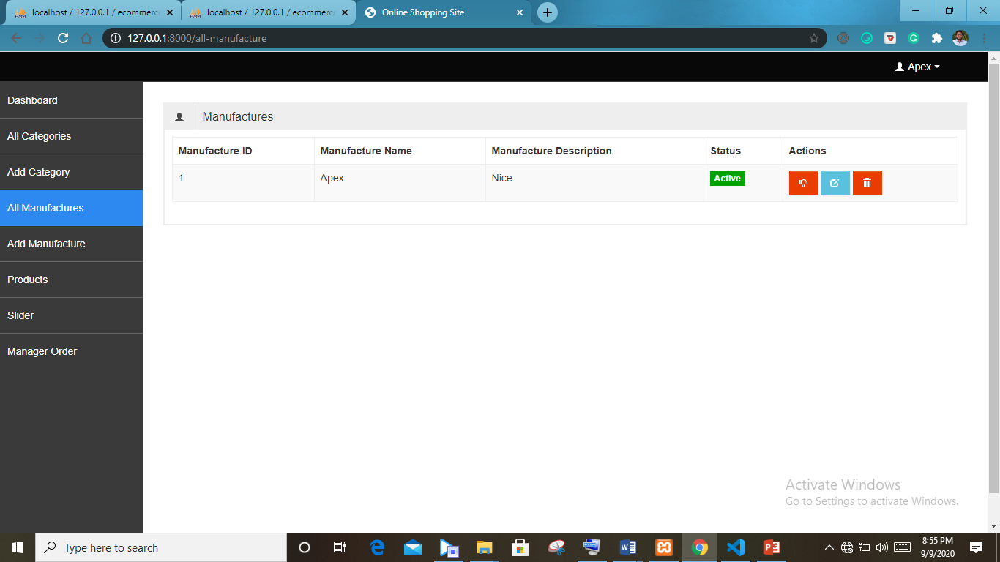 localhost / 127.0.0.1 / ecommerc
localhost / 127.0.0.1 / ecommerc
Online Shopping Site
127.0.0.1:8000/all-manufacture
Apex
Dashboard
All Categories
Add Category
All Manufactures
Add Manufacture
Products
Slider
Manager Order
Manufactures
Manufacture ID Manufacture Name Manufacture Description Status Actions
1 Apex Nice Active
Activate Windows
Go to Settings to activate Windows.
Type here to search
8:55 PM
9/9/2020